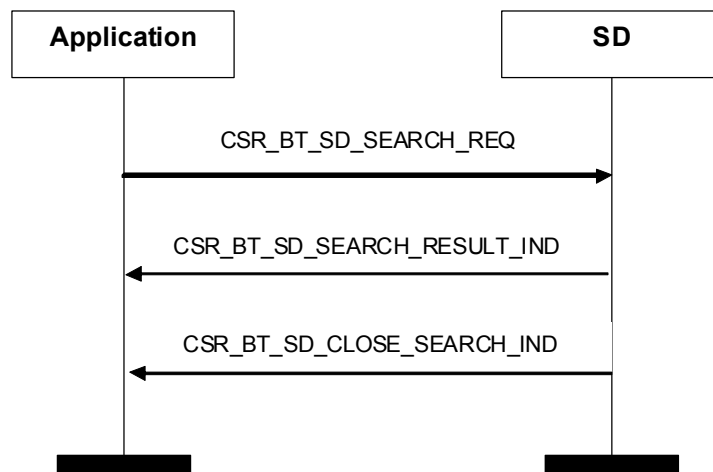 Application
SD
CSR_BT_SD_SEARCH_REQ
CSR_BT_SD_SEARCH_RESULT_IND
CSR_BT_SD_CLOSE_SEARCH_IND